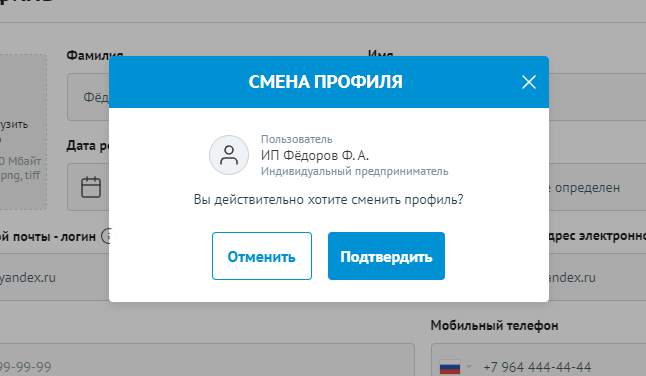 Фамилия
Имя
СМЕНА ПРОФИЛЯ
Фёд
Пользователь
ИП Фёдоров Ф. А.
Индивидуальный предприниматель
Вы действительно хотите сменить профиль?
Отменить
Подтвердить
Дата ро
0 Мбайт
png, tiff
определен
ой почты - логин
дрес электронно
yandex.ru
andex.ru
Мобильный телефон
99-99-99
+7 964 444-44-44